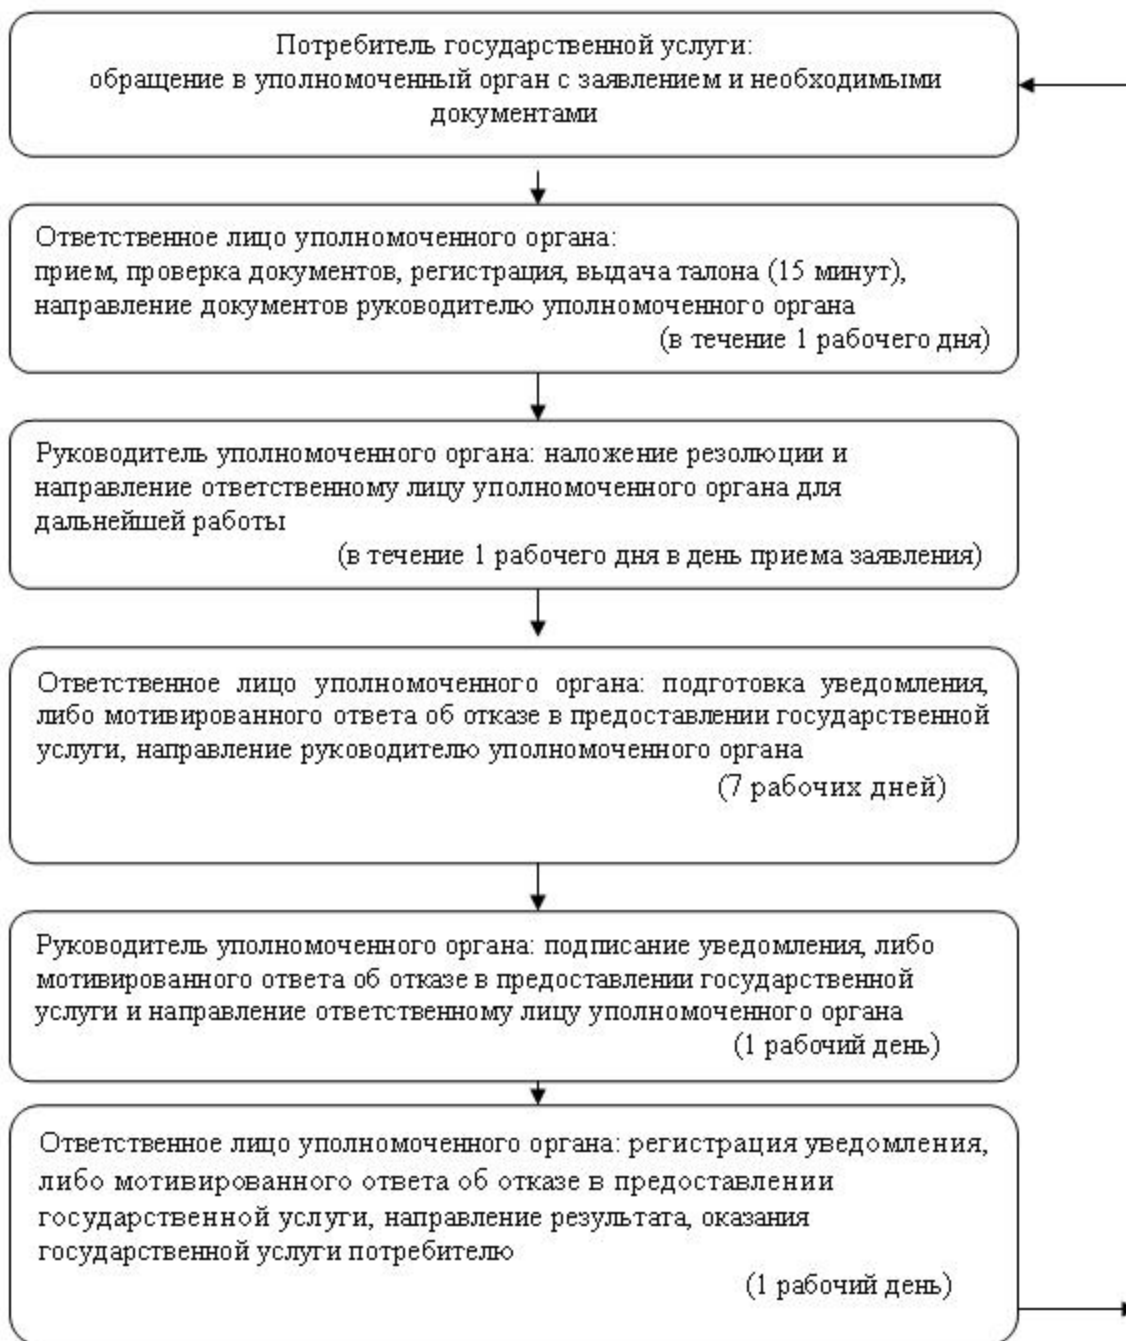 Потребитель государственной услуги:
обращение в уполномоченный орган с заявлением и необходимыми
документами
Ответственное лицо уполномоченного органа:
прием, проверка документов, регистрация, выдача талона (15 минут),
направление документов руководителю уполномоченного органа
(в течение 1 рабочего дня)
Руководитель уполномоченного органа: наложение резолюции и
направление ответственному лицу уполномоченного органа для
дальнейшей работы
(в течение 1 рабочего дня в день приема заявления)
Ответственное лицо уполномоченного органа: подготовка уведомления,
либо мотивированного ответа об отказе в предоставлении государственной
услуги, направление руководителю уполномоченного органа
(7 рабочих дней)
Руководитель уполномоченного органа: подписание уведомления, либо
мотивированного ответа об отказе в предоставлении государственной
услуги и направление ответственному лицу уполномоченного органа
(1 рабочий день)
Ответственное лицо уполномоченного органа: регистрация уведомления,
либо мотивированного ответа об отказе в предоставлении
государственной услуги, направление результата, оказания
государственной услуги потребителю
(1 рабочий день)